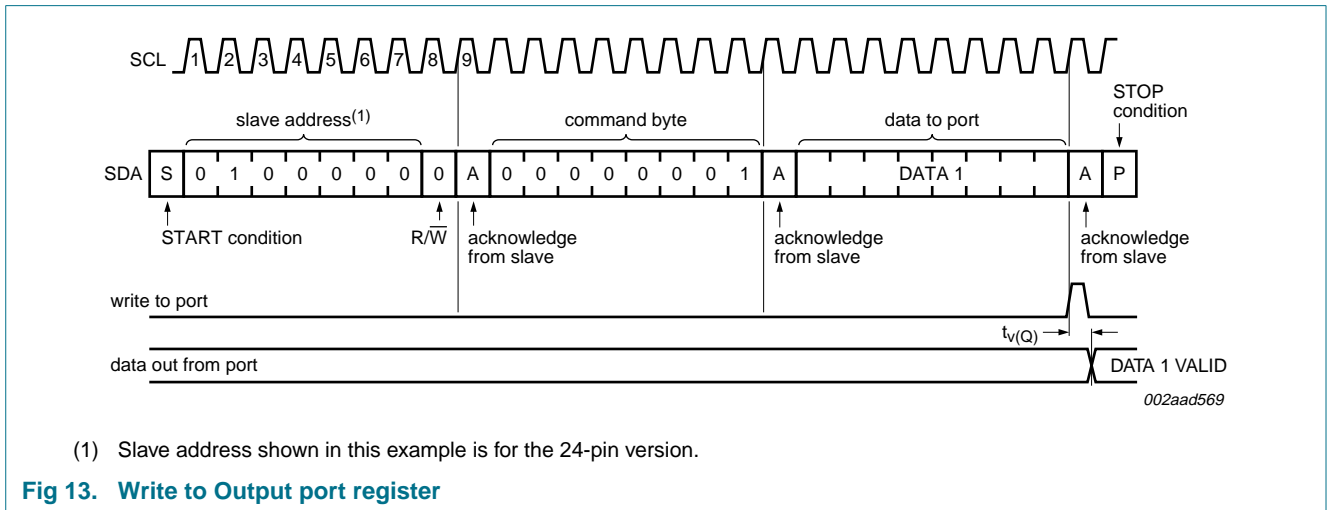 SCL 1 2 3 4 5 6 7 8 9
STOP
condition
slave address(1) command byte data to port
SDA S 0 1 0 0 0 0 0 0 A 0 0 0 0 0 0 0 1 A DATA 1 A P
START condition R/W̅ acknowledge from slave acknowledge from slave acknowledge from slave
write to port
tv(Q)
data out from port DATA 1 VALID
002aad569
(1) Slave address shown in this example is for the 24-pin version.
Fig 13. Write to Output port register